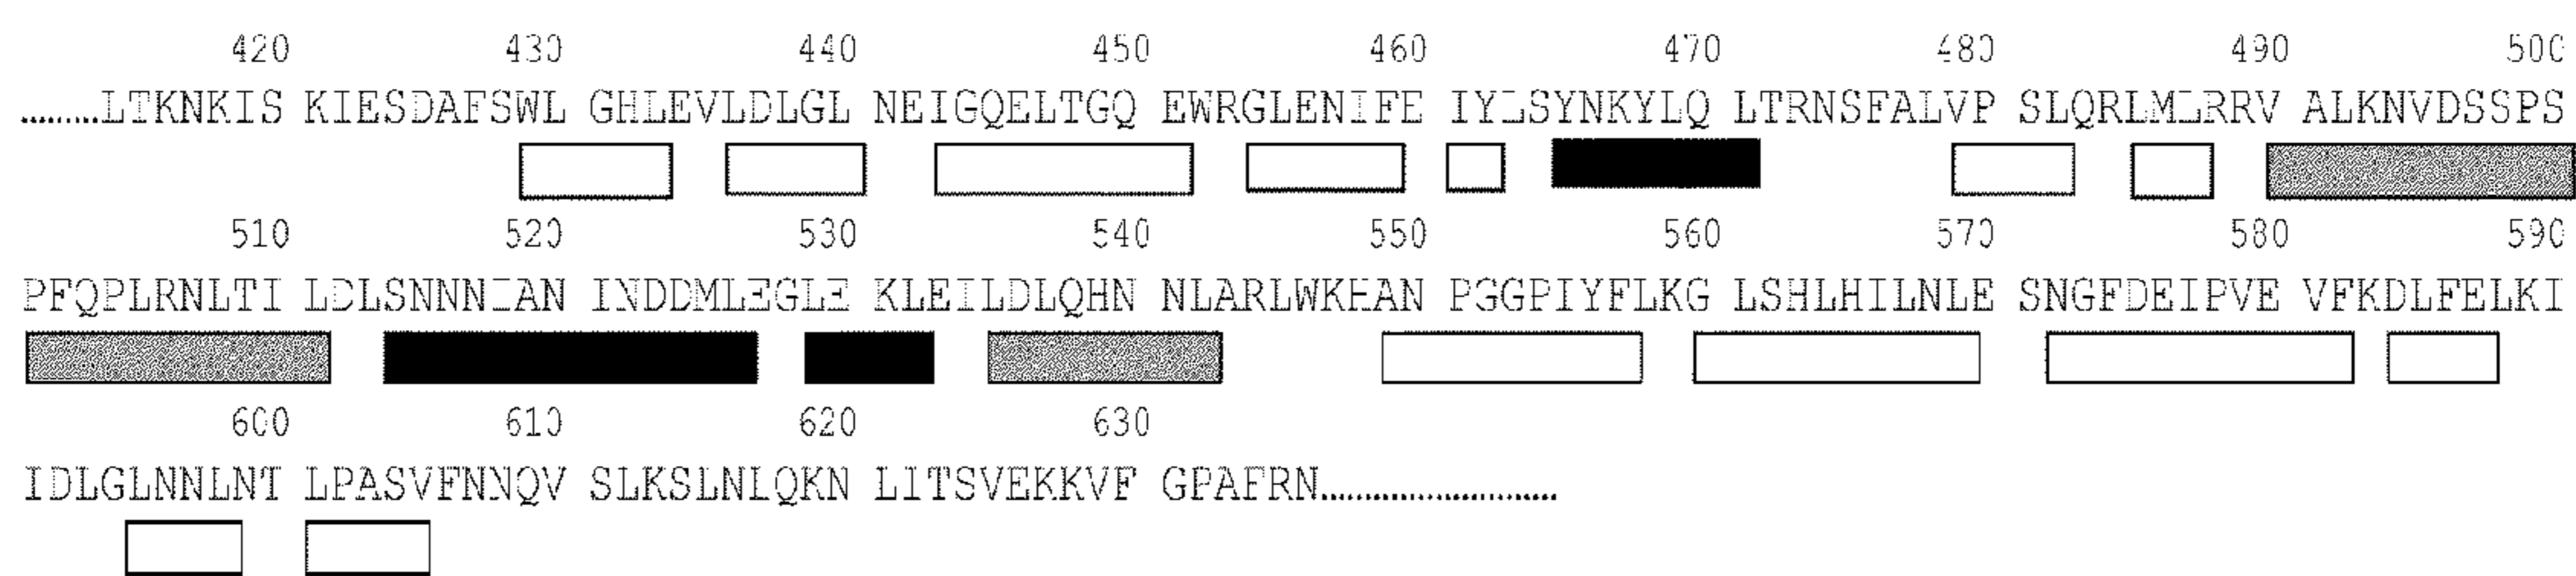 420 430 440 450 460 470 480 490 500
.........LTKNKIS KIESDAFSWL GHLEVLDLGL NEIGQELTGQ EWRGLENIFE IYLSYNKYLQ LTRNSFALVP SLQRLMLRRV ALKNVDSSPS
510 520 530 540 550 560 570 580 590
PFQPLRNLTI LDLSNNNIAN INDDMLEGLE KLEILDLQHN NLARLWKHAN PGGPIYFLKG LSHLHILNLE SNGFDEIPVE VFKDLFELKI
600 610 620 630
IDLGLNNLNT LPASVFNNQV SLKSLNLQKN LITSVEKKVF GPAFRN........................